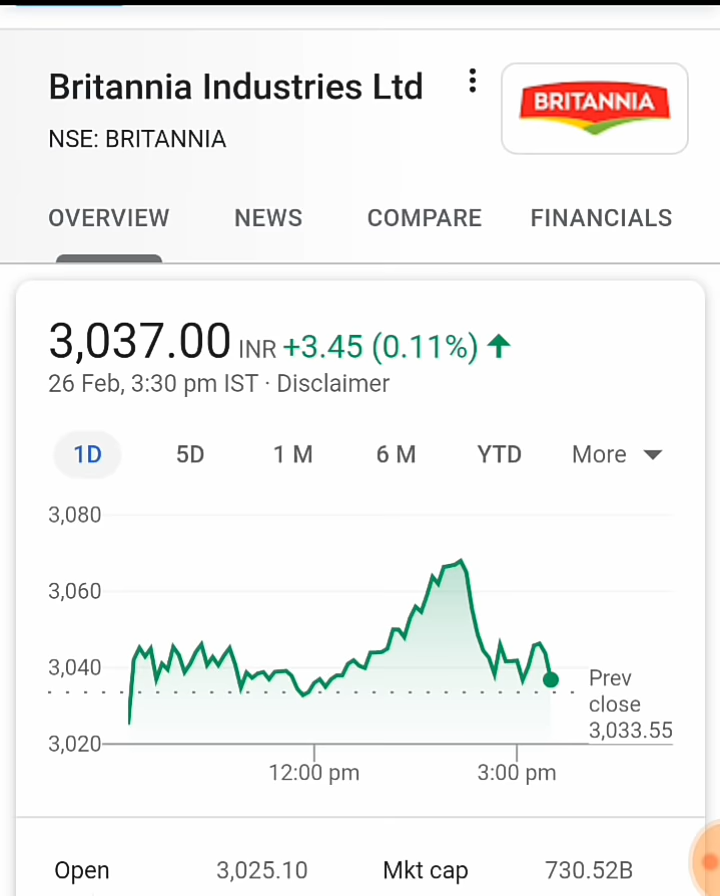 Britannia Industries Ltd
BRITANNIA
NSE: BRITANNIA
OVERVIEW NEWS COMPARE FINANCIALS
3,037.00 INR +3.45 (0.11%)
26 Feb, 3:30 pm IST · Disclaimer
1D 5D 1 M 6 M YTD More
3,080
3,060
3,040
3,020
Prev
close
3,033.55
12:00 pm 3:00 pm
Open 3,025.10 Mkt cap 730.52B